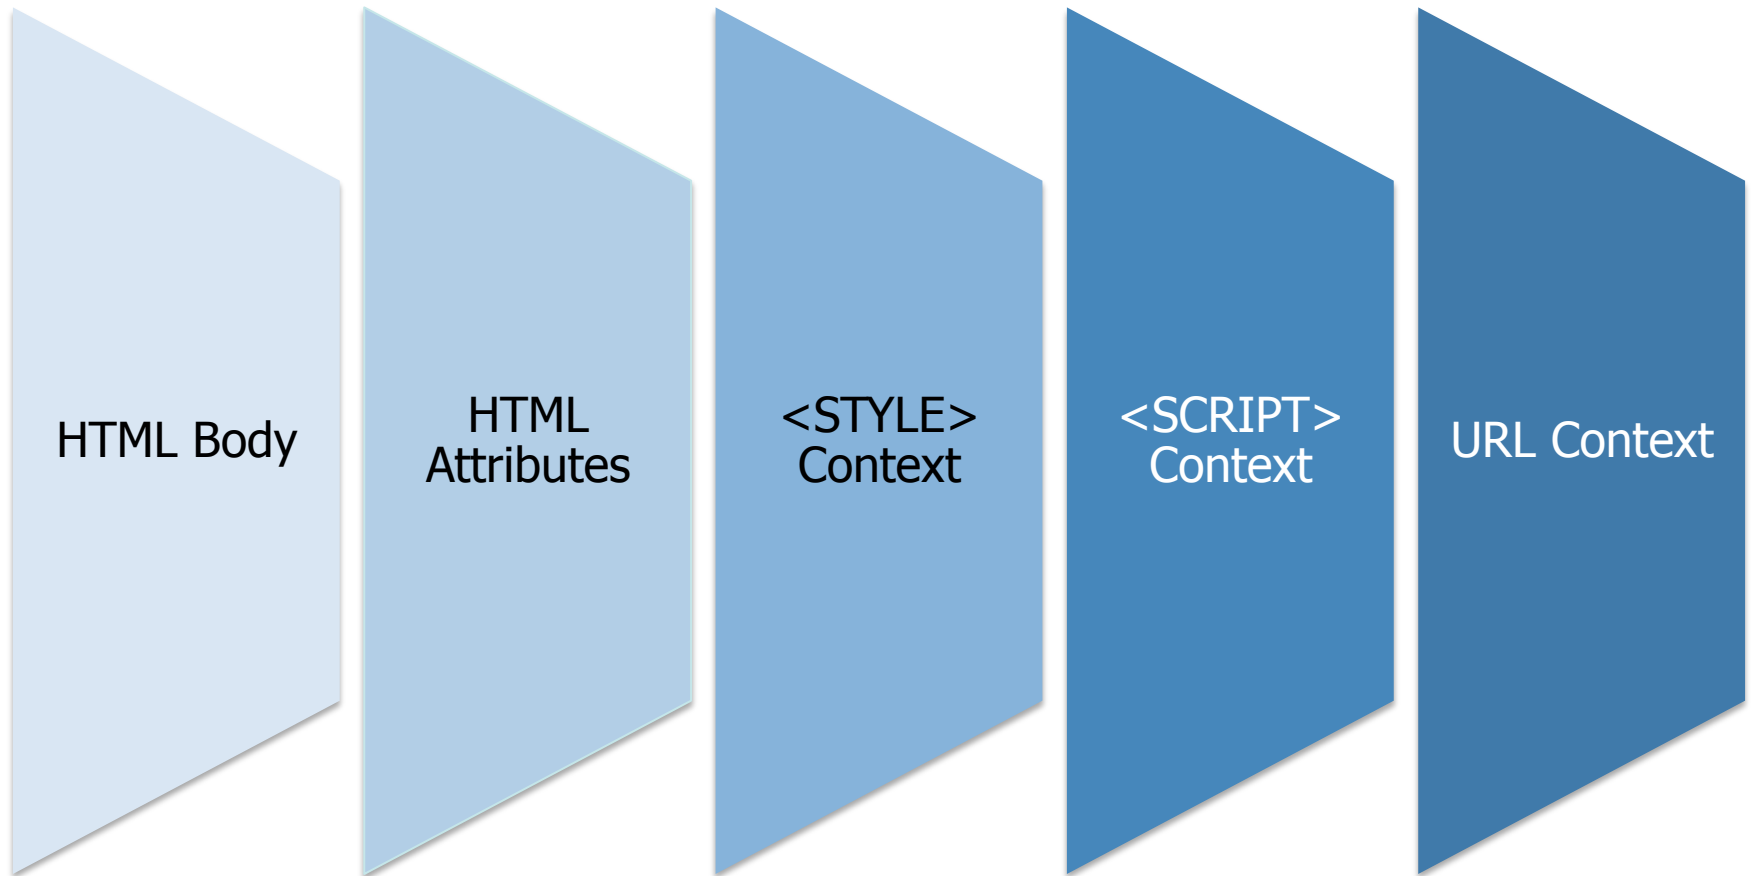 HTML Body
HTML
Attributes
<STYLE>
Context
<SCRIPT>
Context
URL Context